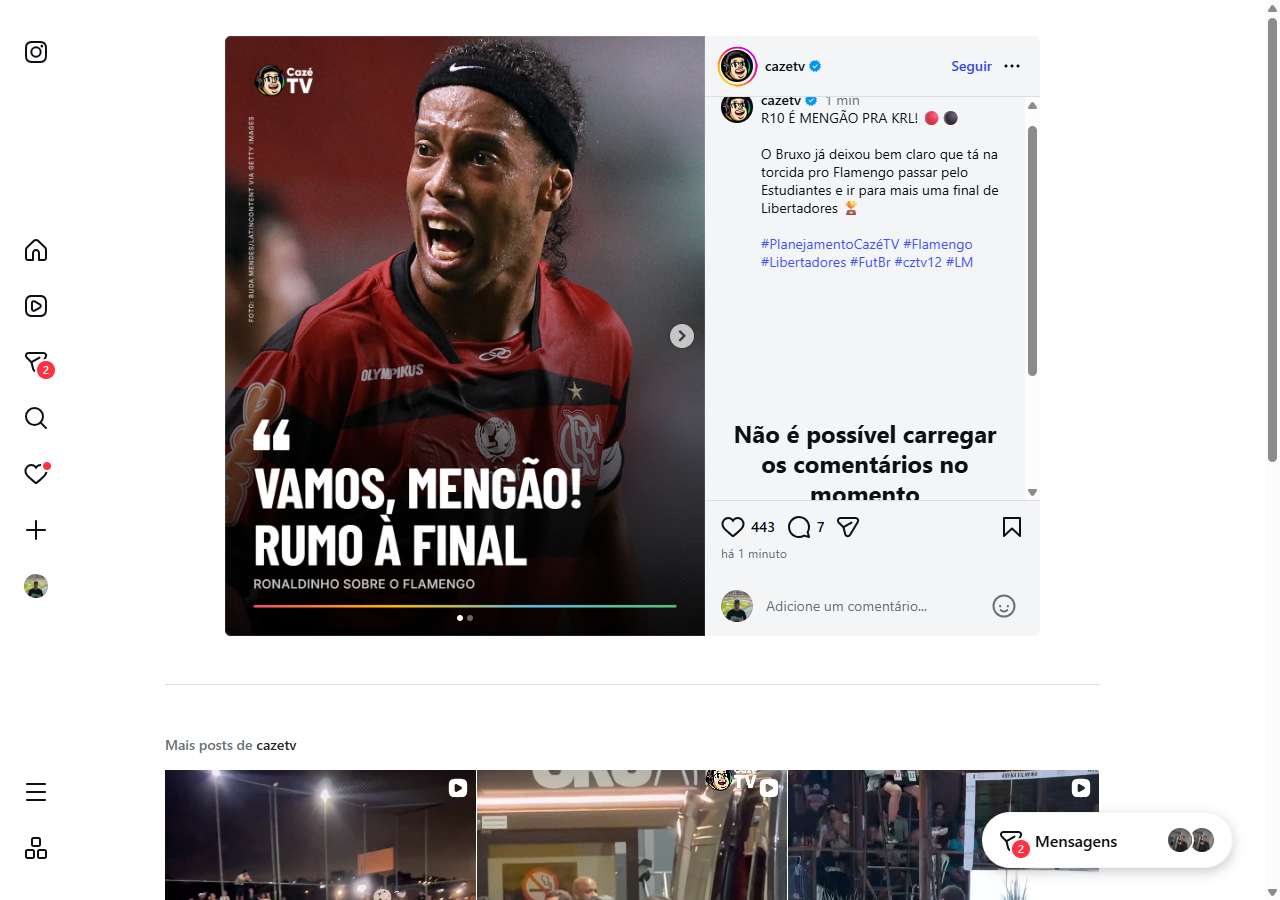 Cazé
TV
FOTO: BUDA MENDES/LATINCONTENT VIA GETTY IMAGES
OLYMPIKUS
“
VAMOS, MENGÃO!
RUMO À FINAL
RONALDINHO SOBRE O FLAMENGO
cazetv
Seguir
cazetv 1 min
R10 É MENGÃO PRA KRL! 🔴 ⚫
O Bruxo já deixou bem claro que tá na
torcida pro Flamengo passar pelo
Estudiantes e ir para mais uma final de
Libertadores 🏆
#PlanejamentoCazéTV #Flamengo
#Libertadores #FutBr #cztv12 #LM
Não é possível carregar
os comentários no
momento
443 7
há 1 minuto
Adicione um comentário...
2
Mais posts de cazetv
TV
ARENA VILHENA
2
Mensagens